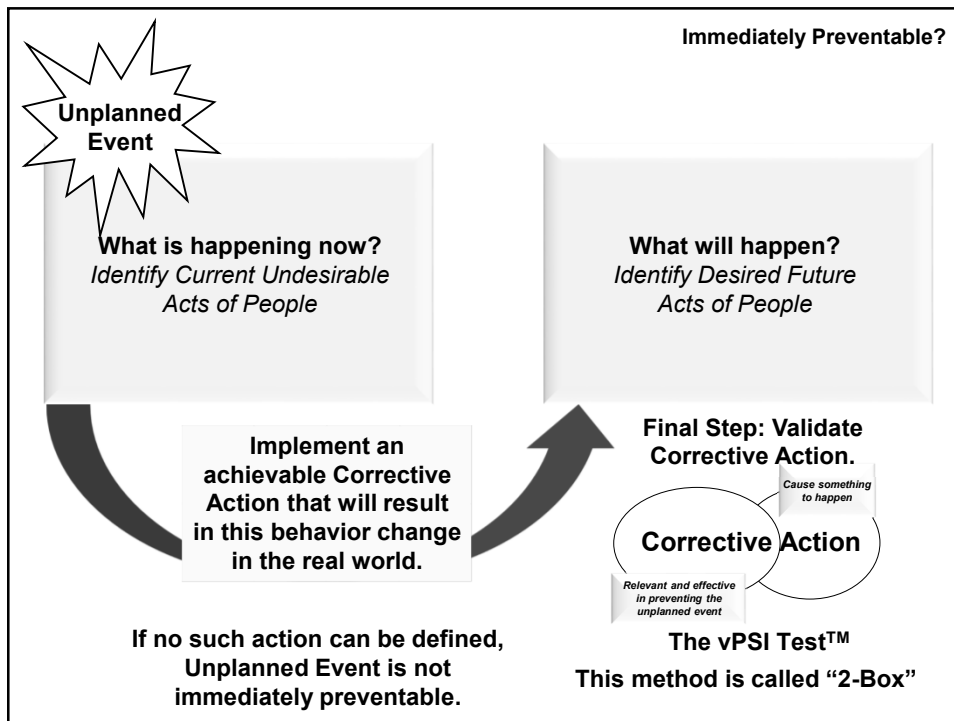 Immediately Preventable?
Unplanned
Event
What is happening now?
Identify Current Undesirable
Acts of People
What will happen?
Identify Desired Future
Acts of People
Implement an
achievable Corrective
Action that will result
in this behavior change
in the real world.
If no such action can be defined,
Unplanned Event is not
immediately preventable.
Final Step: Validate
Corrective Action.
Cause something
to happen
Corrective Action
Relevant and effective
in preventing the
unplanned event
The vPSI Test™
This method is called “2-Box”